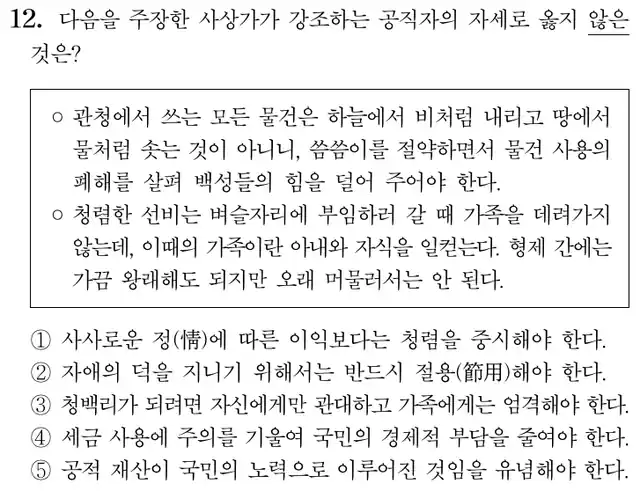 12. 다음을 주장한 사상가가 강조하는 공직자의 자세로 옳지 않은
것은?
○ 관청에서 쓰는 모든 물건은 하늘에서 비처럼 내리고 땅에서
물처럼 솟는 것이 아니니, 씀씀이를 절약하면서 물건 사용의
폐해를 살펴 백성들의 힘을 덜어 주어야 한다.
○ 청렴한 선비는 벼슬자리에 부임하러 갈 때 가족을 데려가지
않는데, 이때의 가족이란 아내와 자식을 일컫는다. 형제 간에는
가끔 왕래해도 되지만 오래 머물러서는 안 된다.
① 사사로운 정(情)에 따른 이익보다는 청렴을 중시해야 한다.
② 자애의 덕을 지니기 위해서는 반드시 절용(節用)해야 한다.
③ 청백리가 되려면 자신에게만 관대하고 가족에게는 엄격해야 한다.
④ 세금 사용에 주의를 기울여 국민의 경제적 부담을 줄여야 한다.
⑤ 공적 재산이 국민의 노력으로 이루어진 것임을 유념해야 한다.